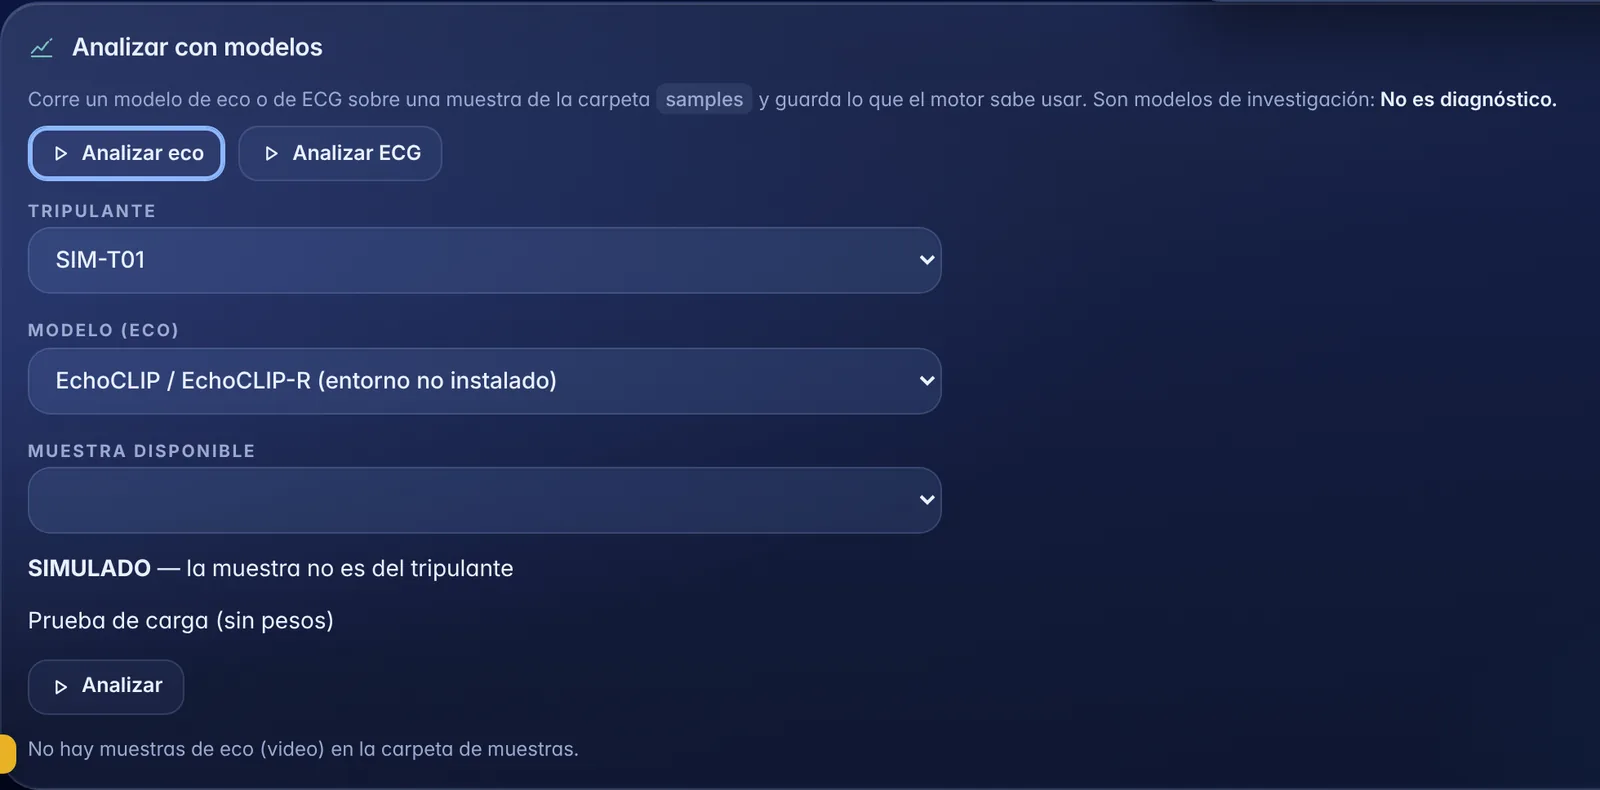 Analizar con modelos
Corre un modelo de eco o de ECG sobre una muestra de la carpeta samples y guarda lo que el motor sabe usar. Son modelos de investigación: No es diagnóstico.
Analizar eco
Analizar ECG
TRIPULANTE
SIM-T01
MODELO (ECO)
EchoCLIP / EchoCLIP-R (entorno no instalado)
MUESTRA DISPONIBLE
SIMULADO — la muestra no es del tripulante
Prueba de carga (sin pesos)
Analizar
No hay muestras de eco (video) en la carpeta de muestras.